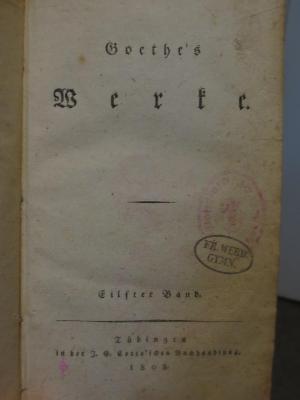 Goethe's
Werke.
FR. WERD.
GYMN.
Eilfter Band.
Tübingen
in der J. G. Cotta'schen Buchhandlung.
1808.